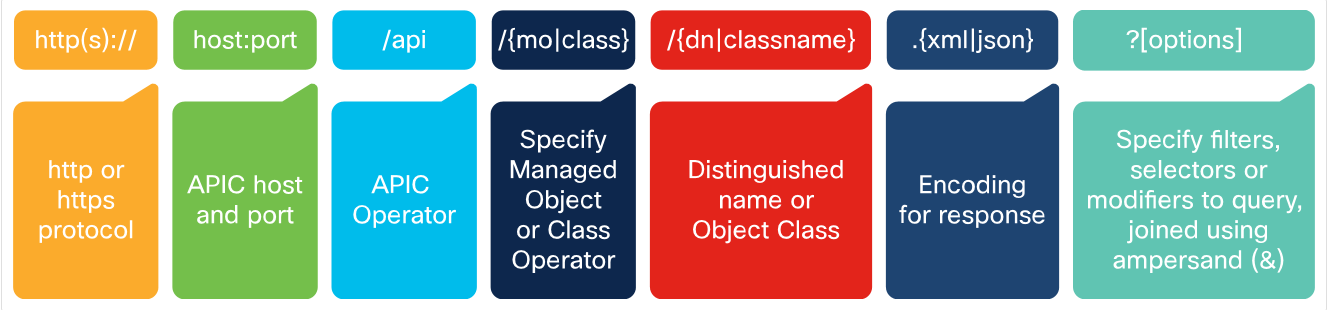 http(s)://
host:port
/api
/{mo|class}
/{dn|classname}
.{xml|json}
?[options]
http or
https
protocol
APIC host
and port
APIC
Operator
Specify
Managed
Object
or Class
Operator
Distinguished
name or
Object Class
Encoding
for response
Specify filters,
selectors or
modifiers to query,
joined using
ampersand (&)